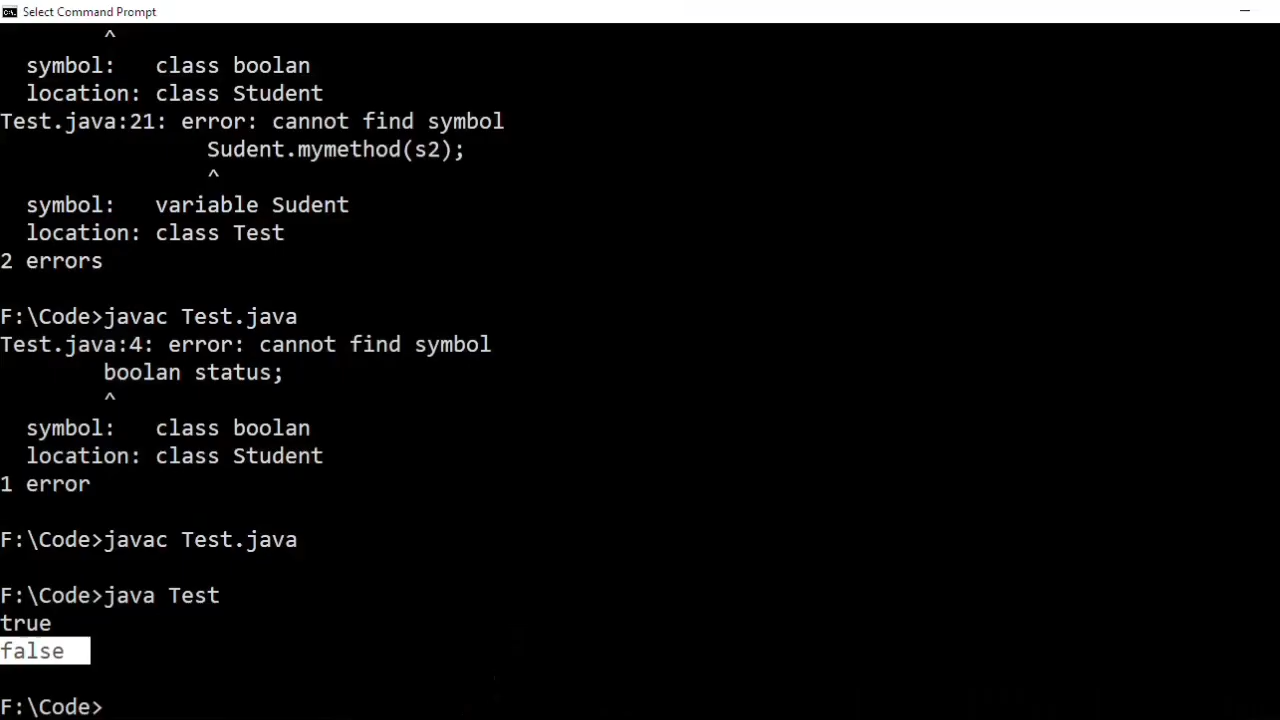 Select Command Prompt
^
symbol: class boolan
location: class Student
Test.java:21: error: cannot find symbol
Sudent.mymethod(s2);
^
symbol: variable Sudent
location: class Test
2 errors
F:\Code>javac Test.java
Test.java:4: error: cannot find symbol
boolan status;
^
symbol: class boolan
location: class Student
1 error
F:\Code>javac Test.java
F:\Code>java Test
true
false
F:\Code>